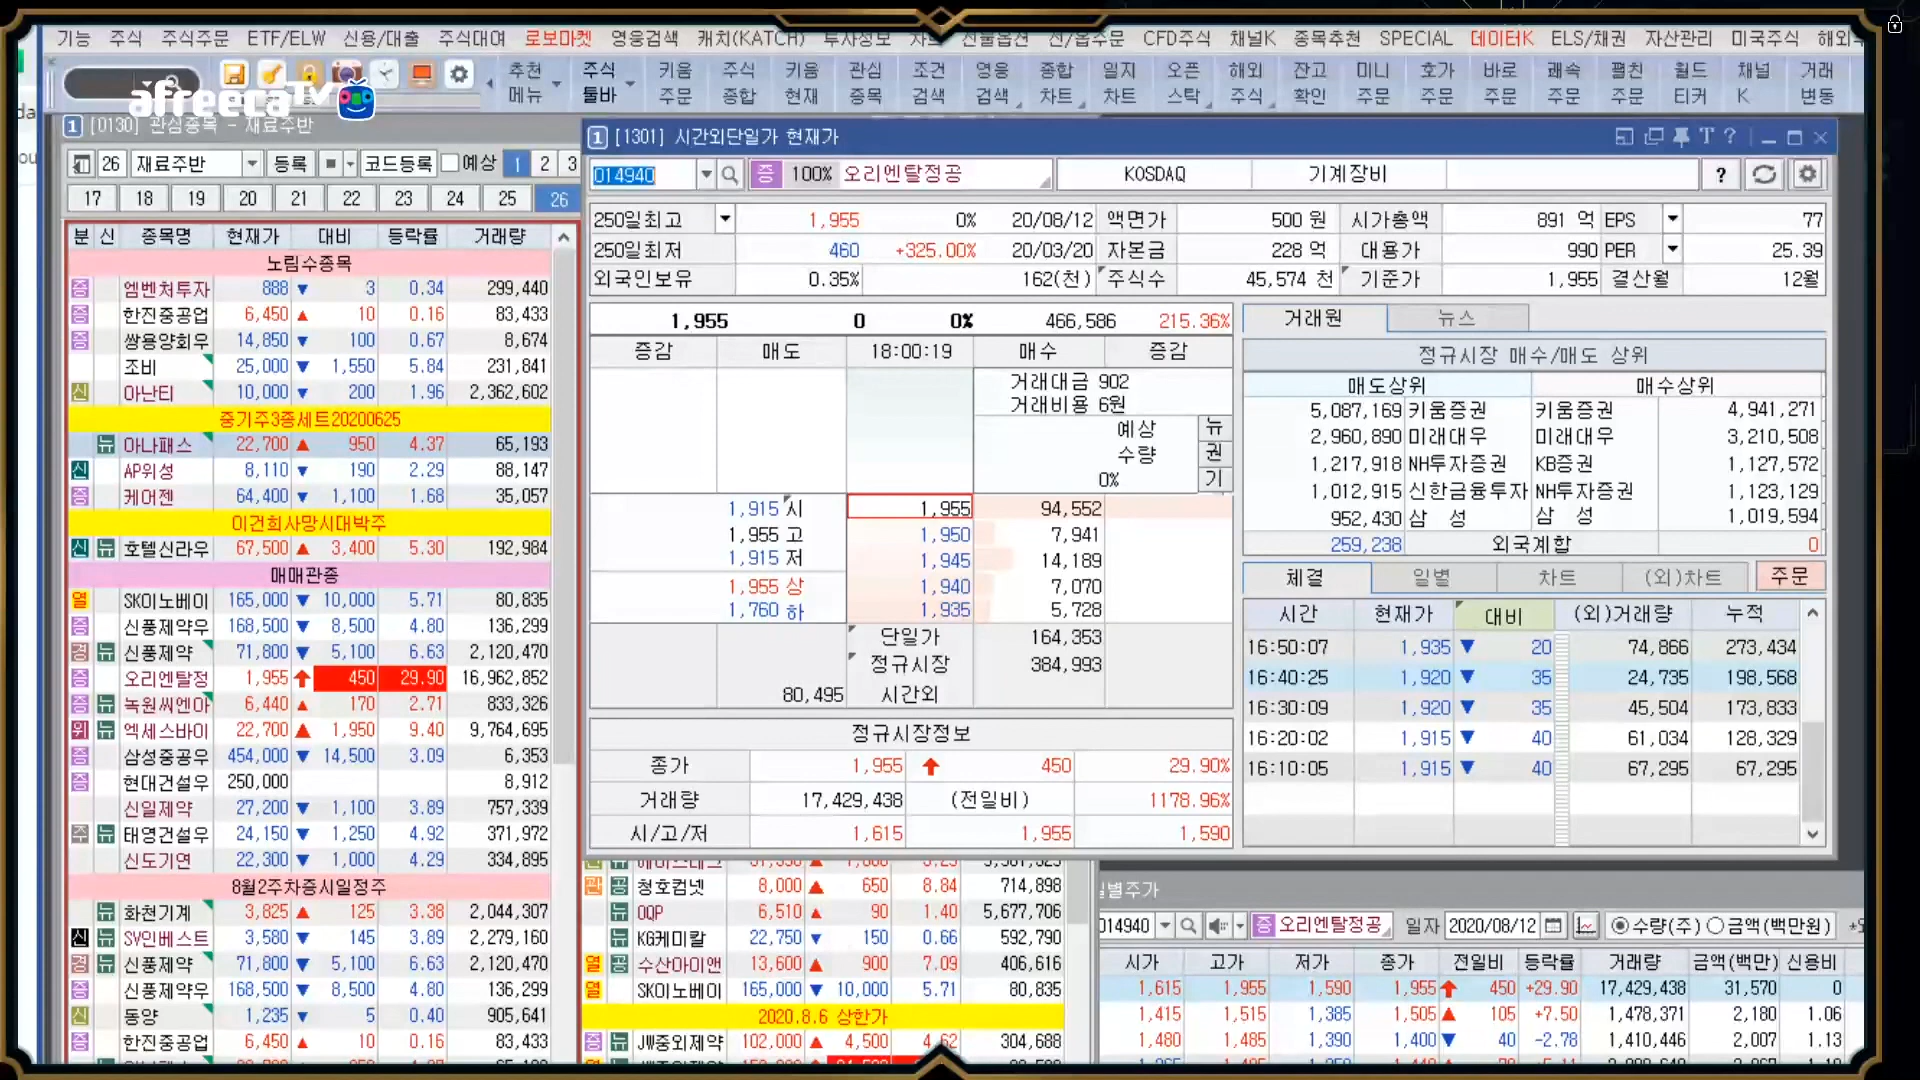 기능 주식 주식주문 ETF/ELW 신용/대출 주식대여 로보마켓 영웅검색 캐치(KATCH) 투자정보 차트 선물옵션 선/옵주문 CFD주식 채널K 종목추천 SPECIAL 데이터K ELS/채권 자산관리 미국주식
추천 메뉴 주식 툴바 키움 주문 주식 종합 키움 현재 관심 종목 조건 검색 영웅 검색 종합 차트 일지 차트 오픈 스탁 해외 주식 잔고 확인 미니 주문 호가 주문 바로 주문 쾌속 주문 펼친 주문 월드 티커 채널 K 거래 변동
afreecaTV
1 [0130] 관심종목 - 재료주반
26 재료주반 등록 코드등록 예상 1 2 3
17 18 19 20 21 22 23 24 25 26
분 신 종목명 현재가 대비 등락률 거래량
노림수종목
증 엠벤처투자 888 ▼ 3 0.34 299,440
증 한진중공업 6,450 ▲ 10 0.16 83,433
증 쌍용양회우 14,850 ▼ 100 0.67 8,674
조비 25,000 ▼ 1,550 5.84 231,841
신 아난티 10,000 ▼ 200 1.96 2,362,602
중기주3종세트20200625
뉴 아나패스 22,700 ▲ 950 4.37 65,193
신 AP위성 8,110 ▼ 190 2.29 88,147
증 케어젠 64,400 ▼ 1,100 1.68 35,057
이건희사망시대박주
신 뉴 호텔신라우 67,500 ▲ 3,400 5.30 192,984
매매관종
열 SK이노베이 165,000 ▼ 10,000 5.71 80,835
증 신풍제약우 168,500 ▼ 8,500 4.80 136,299
경 뉴 신풍제약 71,800 ▼ 5,100 6.63 2,120,470
증 오리엔탈정 1,955 ↑ 450 29.90 16,962,852
증 뉴 녹원씨엔아 6,440 ▲ 170 2.71 833,326
위 뉴 엑세스바이 22,700 ▲ 1,950 9.40 9,764,695
증 삼성중공우 454,000 ▼ 14,500 3.09 6,353
증 현대건설우 250,000 8,912
신일제약 27,200 ▼ 1,100 3.89 757,339
주 뉴 태영건설우 24,150 ▼ 1,250 4.92 371,972
신도기연 22,300 ▼ 1,000 4.29 334,895
8월2주차증시일정주
뉴 화천기계 3,825 ▲ 125 3.38 2,044,307
신 뉴 SV인베스트 3,580 ▼ 145 3.89 2,279,160
경 뉴 신풍제약 71,800 ▼ 5,100 6.63 2,120,470
증 신풍제약우 168,500 ▼ 8,500 4.80 136,299
신 동양 1,235 ▼ 5 0.40 905,641
증 한진중공업 6,450 ▲ 10 0.16 83,433
1 [1301] 시간외단일가 현재가
014940 증 100% 오리엔탈정공 KOSDAQ 기계장비 ?
250일최고 1,955 0% 20/08/12 액면가 500 원 시가총액 891 억 EPS 77
250일최저 460 +325.00% 20/03/20 자본금 228 억 대용가 990 PER 25.39
외국인보유 0.35% 162(천) 주식수 45,574 천 기준가 1,955 결산월 12월
1,955 0 0% 466,586 215.36%
증감 매도 18:00:19 매수 증감
거래대금 902
거래비용 6원
예상 뉴
수량 권
0% 기
1,915 시 1,955 94,552
1,955 고 1,950 7,941
1,915 저 1,945 14,189
1,955 상 1,940 7,070
1,760 하 1,935 5,728
단일가 164,353
정규시장 384,993
80,495 시간외
정규시장정보
종가 1,955 ↑ 450 29.90%
거래량 17,429,438 (전일비) 1178.96%
시/고/저 1,615 1,955 1,590
거래원 뉴스
정규시장 매수/매도 상위
매도상위 매수상위
5,087,169 키움증권 키움증권 4,941,271
2,960,890 미래대우 미래대우 3,210,508
1,217,918 NH투자증권 KB증권 1,127,572
1,012,915 신한금융투자 NH투자증권 1,123,129
952,430 삼 성 삼 성 1,019,594
259,238 외국계합 0
체결 일별 차트 (외)차트 주문
시간 현재가 대비 (외)거래량 누적
16:50:07 1,935 ▼ 20 74,866 273,434
16:40:25 1,920 ▼ 35 24,735 198,568
16:30:09 1,920 ▼ 35 45,504 173,833
16:20:02 1,915 ▼ 40 61,034 128,329
16:10:05 1,915 ▼ 40 67,295 67,295
관 공 청호컴넷 8,000 ▲ 650 8.84 714,898
뉴 OQP 6,510 ▲ 90 1.40 5,677,706
뉴 KG케미칼 22,750 ▼ 150 0.66 592,790
열 공 수산아이앤 13,600 ▲ 900 7.09 406,616
열 SK이노베이 165,000 ▼ 10,000 5.71 80,835
2020.8.6 상한가
증 뉴 JW중외제약 102,000 ▲ 4,500 4.62 304,688
일별주가
014940 증 오리엔탈정공 일자 2020/08/12 수량(주) 금액(백만원)
시가 고가 저가 종가 전일비 등락률 거래량 금액(백만) 신용비
1,615 1,955 1,590 1,955 ↑ 450 +29.90 17,429,438 31,570 0
1,415 1,515 1,385 1,505 ▲ 105 +7.50 1,478,371 2,180 1.06
1,480 1,485 1,390 1,400 ▼ 40 -2.78 1,410,446 2,007 1.13